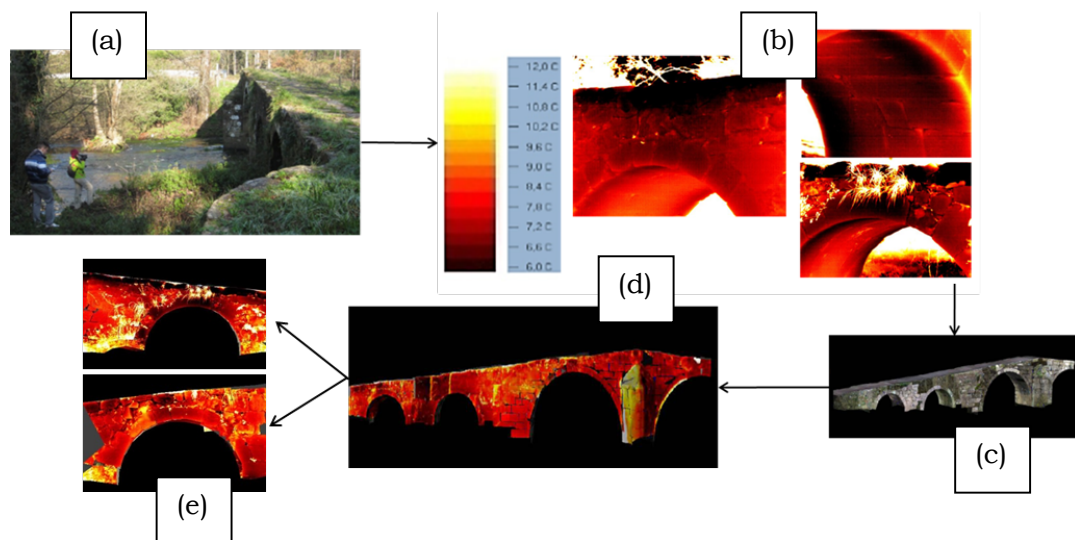 (a)
(b)
12,0 C
11,4 C
10,8 C
10,2 C
9,6 C
9,0 C
8,4 C
7,8 C
7,2 C
6,6 C
6,0 C
(d)
(c)
(e)